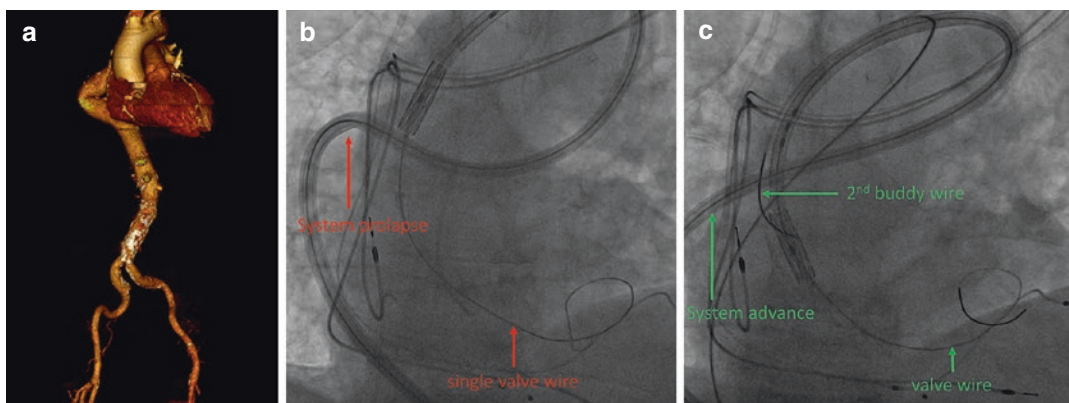 a
b
System prolapse
single valve wire
c
2nd buddy wire
System advance
valve wire